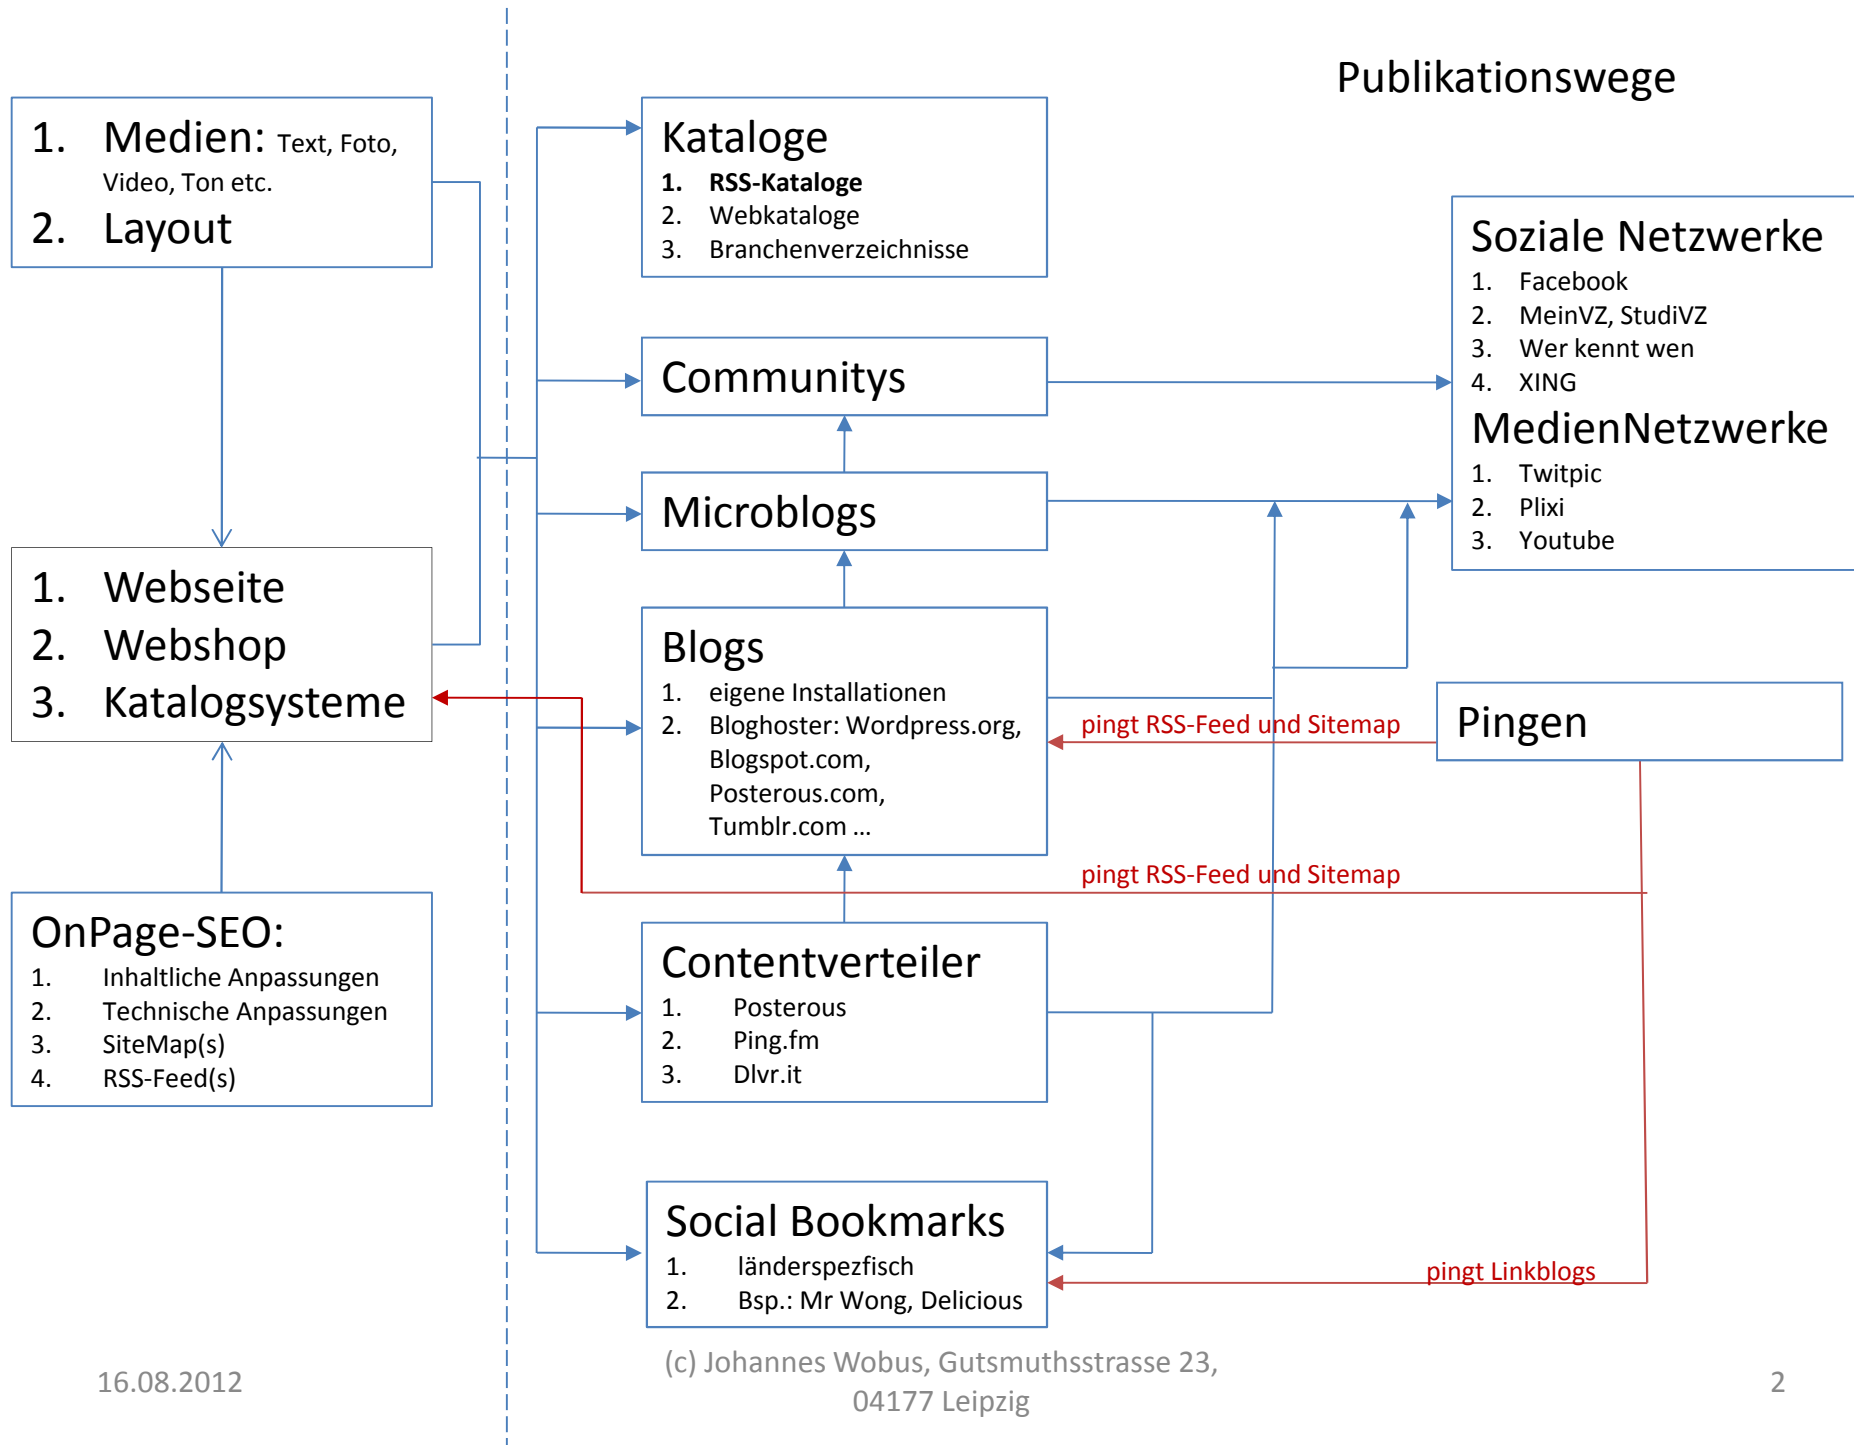 Publikationswege
1. Medien: Text, Foto,
Video, Ton etc.
2. Layout
1. Webseite
2. Webshop
3. Katalogsysteme
OnPage-SEO:
1. Inhaltliche Anpassungen
2. Technische Anpassungen
3. SiteMap(s)
4. RSS-Feed(s)
Kataloge
1. RSS-Kataloge
2. Webkataloge
3. Branchenverzeichnisse
Communitys
Microblogs
Blogs
1. eigene Installationen
2. Bloghoster: Wordpress.org,
Blogspot.com,
Posterous.com,
Tumblr.com ...
Contentverteiler
1. Posterous
2. Ping.fm
3. Dlvr.it
Social Bookmarks
1. länderspezfisch
2. Bsp.: Mr Wong, Delicious
Soziale Netzwerke
1. Facebook
2. MeinVZ, StudiVZ
3. Wer kennt wen
4. XING
MedienNetzwerke
1. Twitpic
2. Plixi
3. Youtube
pingt RSS-Feed und Sitemap
Pingen
pingt RSS-Feed und Sitemap
pingt Linkblogs
16.08.2012
(c) Johannes Wobus, Gutsmuthsstrasse 23,
04177 Leipzig
2